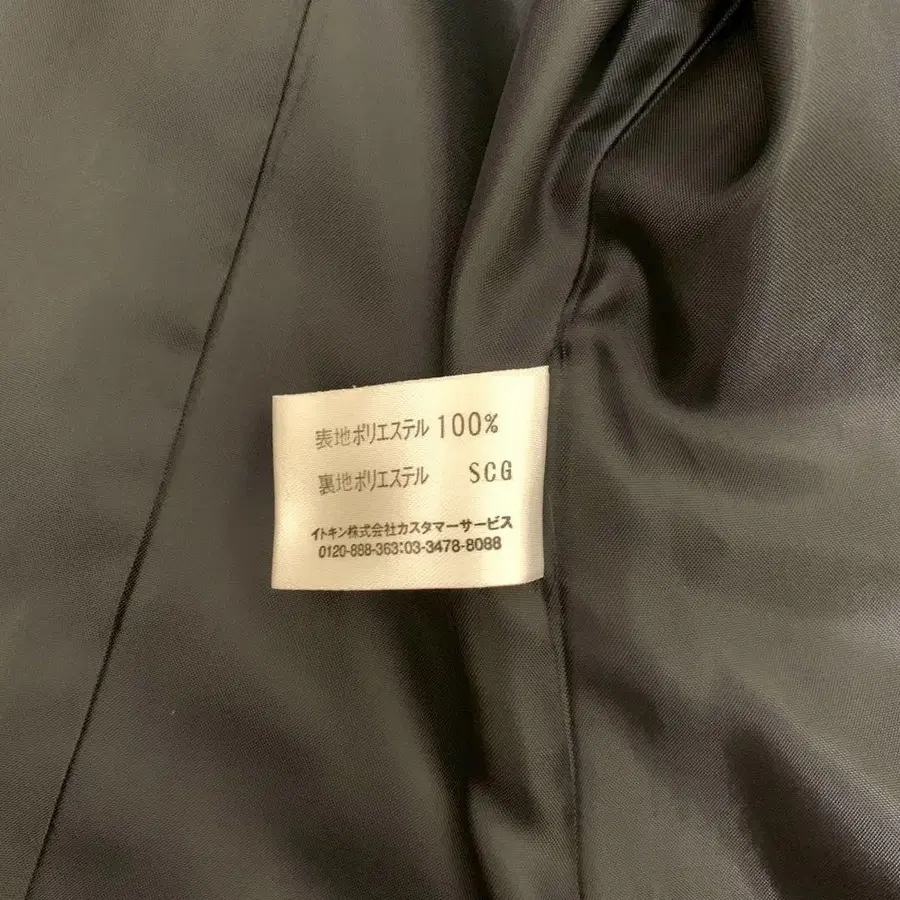 表地ポリエステル 100%
裏地ポリエステル SCG
イトキン株式会社カスタマーサービス
0120-888-363:03-3478-8088